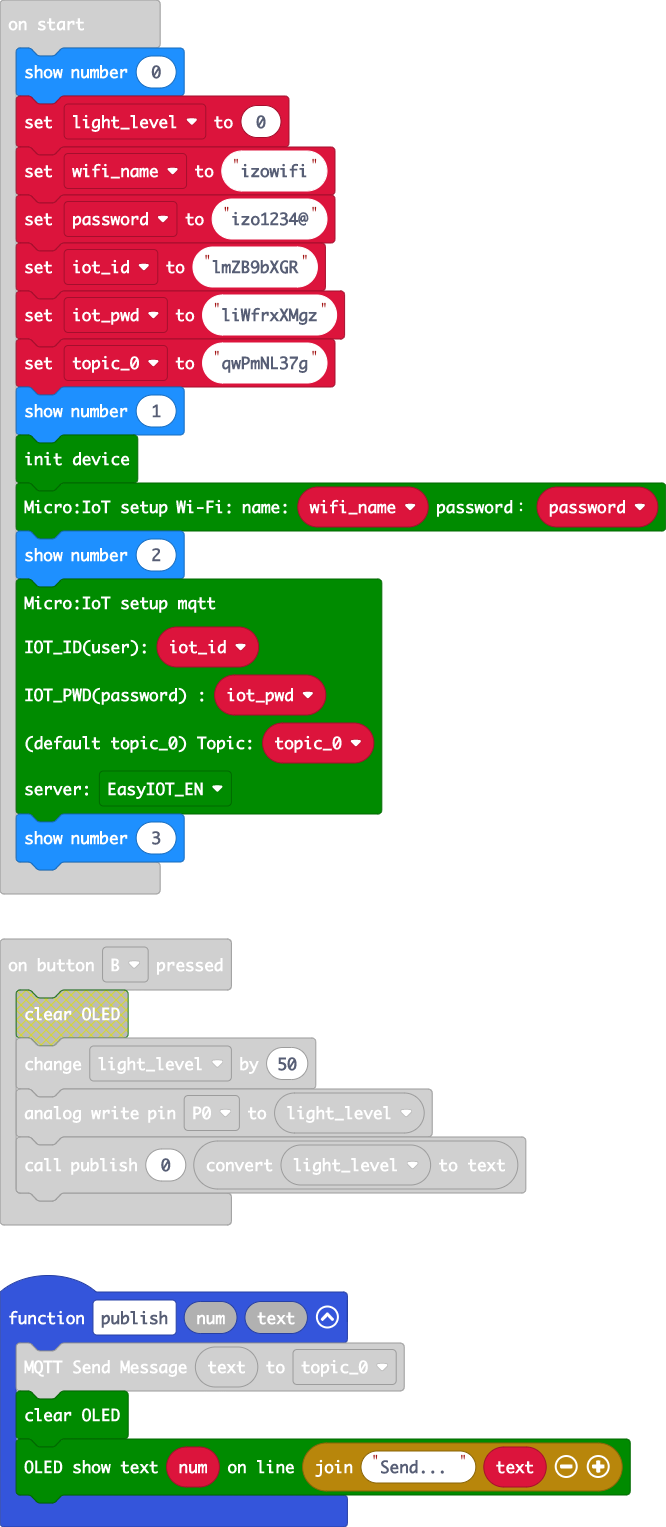 on start
show number 0
set light_level to 0
set wifi_name to "izowifi"
set password to "izo1234@"
set iot_id to "lmZB9bXGR"
set iot_pwd to "liWfrxXMgz"
set topic_0 to "qwPmNL37g"
show number 1
init device
Micro:IoT setup Wi-Fi: name: wifi_name password: password
show number 2
Micro:IoT setup mqtt
IOT_ID(user): iot_id
IOT_PWD(password) : iot_pwd
(default topic_0) Topic: topic_0
server: EasyIOT_EN
show number 3
on button B pressed
clear OLED
change light_level by 50
analog write pin P0 to light_level
call publish 0 convert light_level to text
function publish num text
MQTT Send Message text to topic_0
clear OLED
OLED show text num on line join "Send... " text